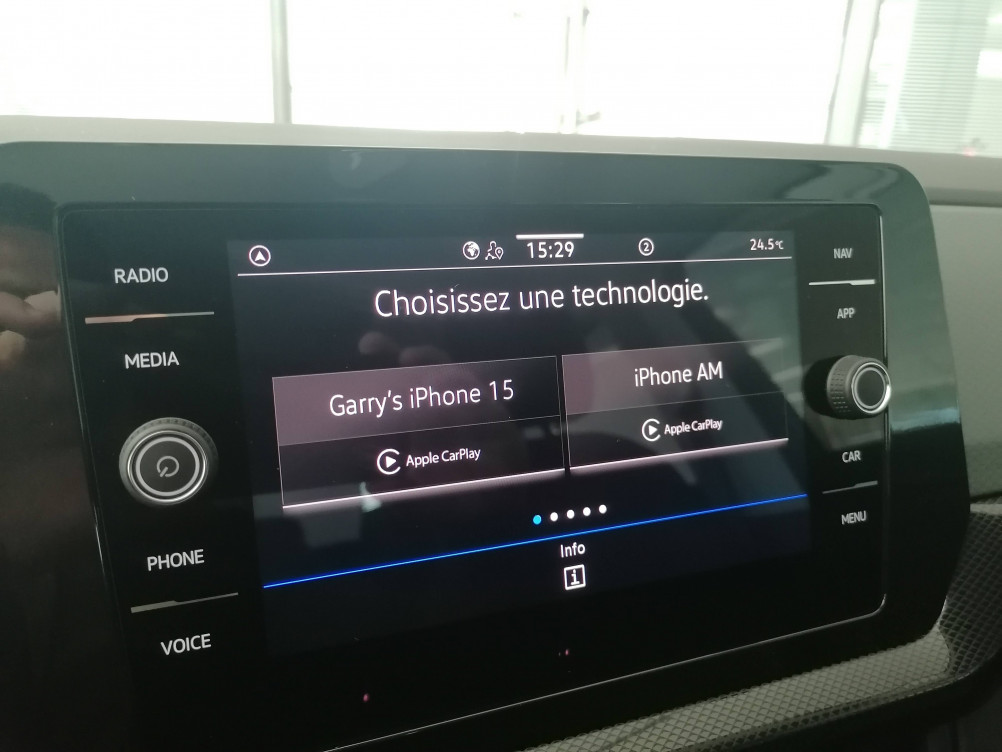 RADIO
MEDIA
PHONE
VOICE
15:29
2
24.5°C
Choisissez une technologie.
Garry's iPhone 15
Apple CarPlay
iPhone AM
Apple CarPlay
Info
i
NAV
APP
CAR
MENU